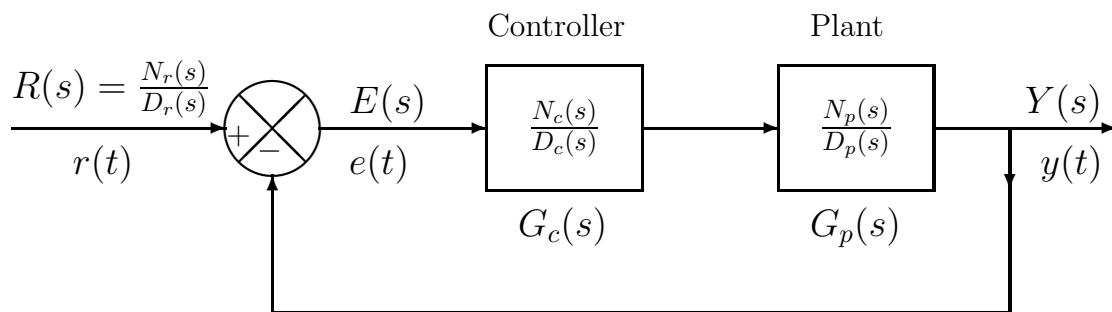 Controller
Plant
R(s) = N_r(s)/D_r(s)
r(t)
+
−
E(s)
e(t)
N_c(s)/D_c(s)
G_c(s)
N_p(s)/D_p(s)
G_p(s)
Y(s)
y(t)